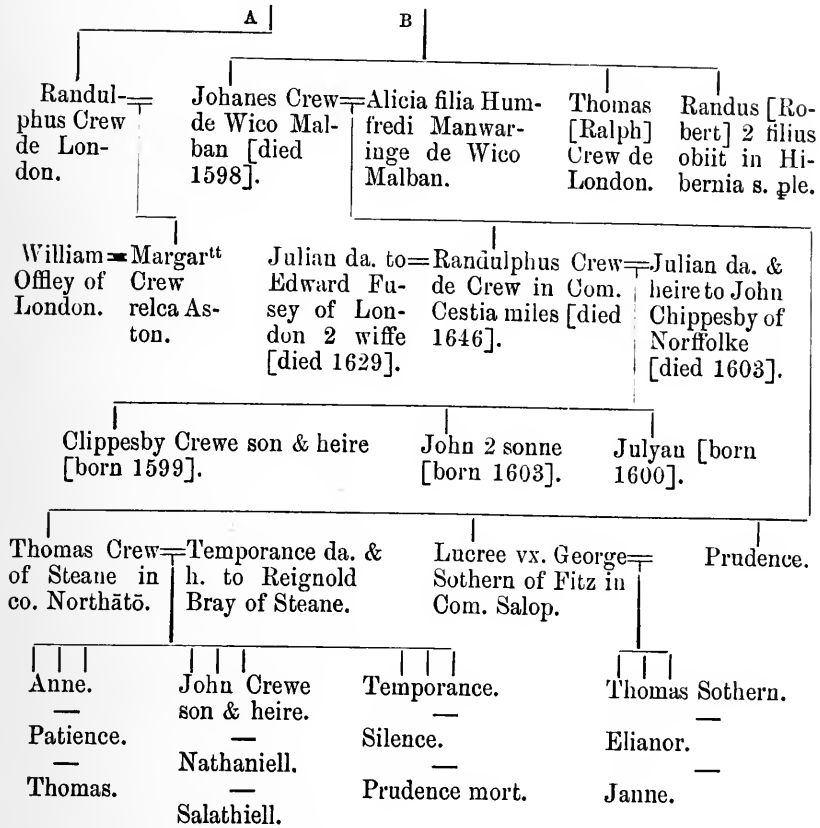 A
B
Randul-
phus Crew
de Lon-
don.
Johanes Crew
de Wico Mal-
ban [died
1598].
Alicia filia Hum-
fredi Manwar-
inge de Wico
Malban.
Thomas
[Ralph]
Crew de
London.
Randus [Ro-
bert] 2 filius
obiit in Hi-
bernia s. ꝑle.
William
Offley of
London.
Margarᵗᵗ
Crew
relca As-
ton.
Julian da. to
Edward Fu-
sey of Lon-
don 2 wiffe
[died 1629].
Randulphus Crew
de Crew in Com.
Cestia miles [died
1646].
Julian da. &
heire to John
Chippesby of
Norffolke
[died 1603].
Clippesby Crewe son & heire
[born 1599].
John 2 sonne
[born 1603].
Julyan [born
1600].
Thomas Crew
of Steane in
co. Northātō.
Temporance da. &
h. to Reignold
Bray of Steane.
Lucree vx. George
Sothern of Fitz in
Com. Salop.
Prudence.
Anne.
—
Patience.
—
Thomas.
John Crewe
son & heire.
—
Nathaniell.
—
Salathiell.
Temporance.
—
Silence.
—
Prudence mort.
Thomas Sothern.
—
Elianor.
—
Janne.